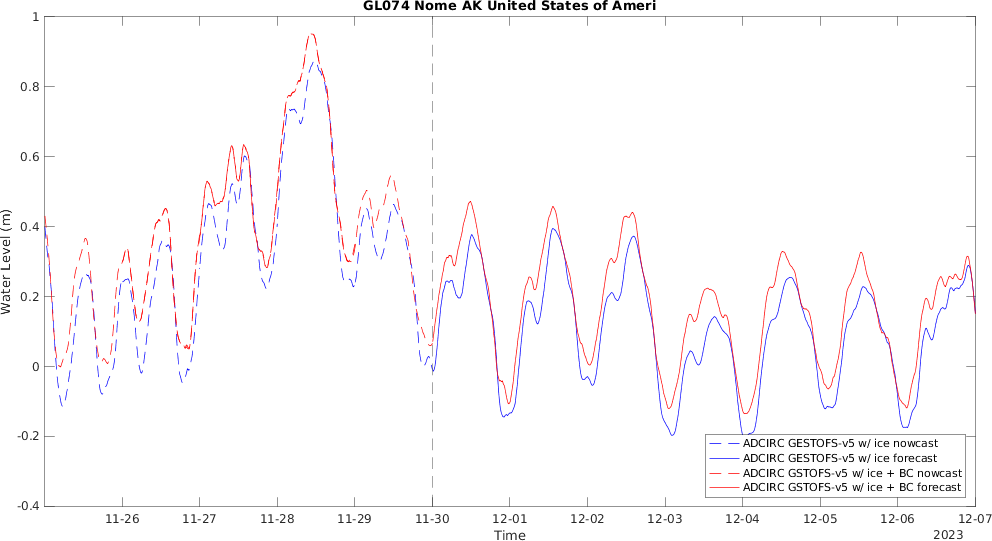 GL074 Nome AK United States of Ameri
1
0.8
0.6
0.4
0.2
0
-0.2
-0.4
Water Level (m)
ADCIRC GESTOFS-v5 w/ ice nowcast
ADCIRC GESTOFS-v5 w/ ice forecast
ADCIRC GSTOFS-v5 w/ ice + BC nowcast
ADCIRC GSTOFS-v5 w/ ice + BC forecast
11-26 11-27 11-28 11-29 11-30 12-01 12-02 12-03 12-04 12-05 12-06 12-07
Time
2023